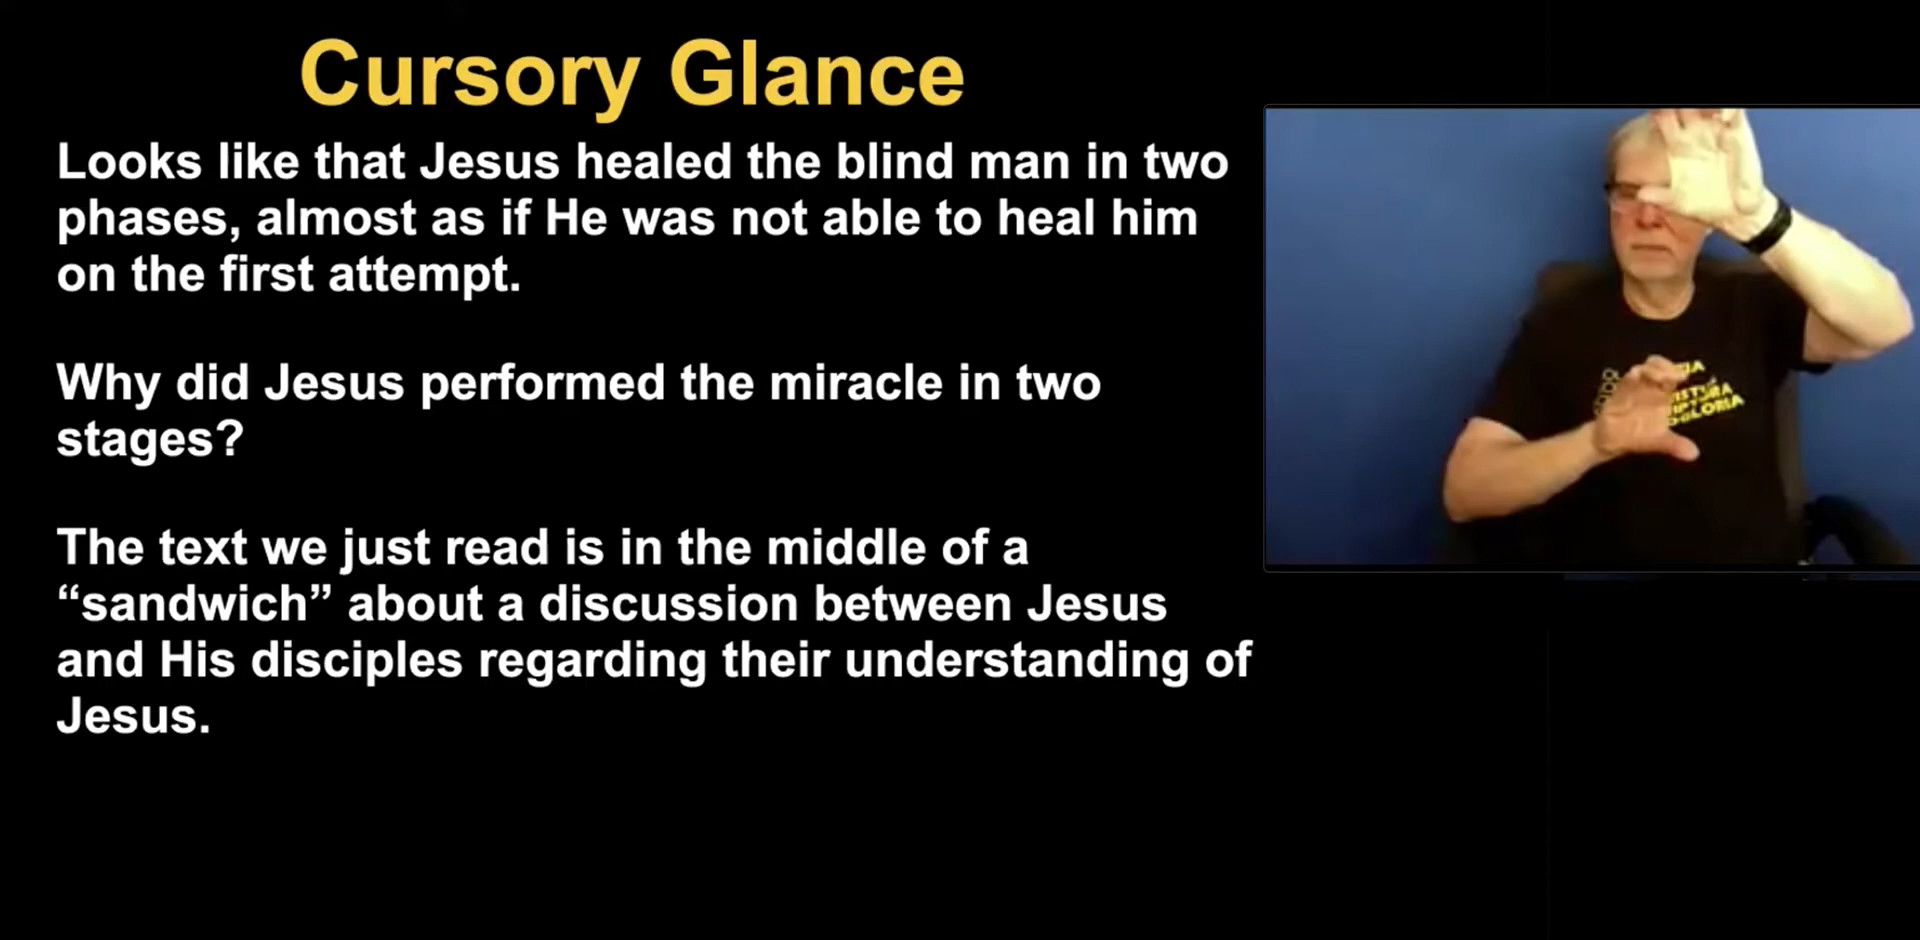 Cursory Glance
Looks like that Jesus healed the blind man in two
phases, almost as if He was not able to heal him
on the first attempt.
Why did Jesus performed the miracle in two
stages?
The text we just read is in the middle of a
“sandwich” about a discussion between Jesus
and His disciples regarding their understanding of
Jesus.
GLORIA